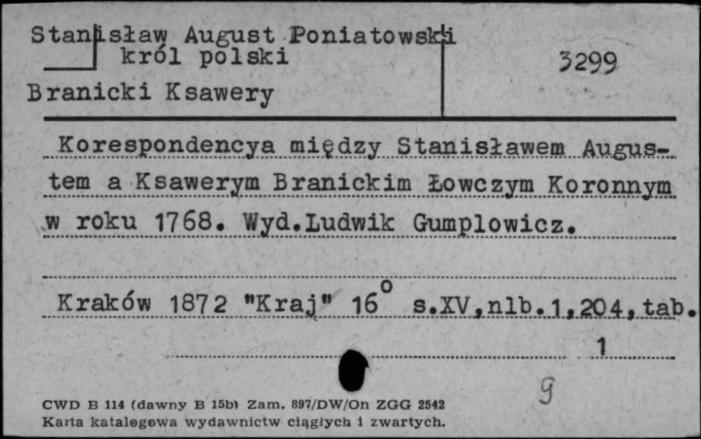 Stanisław August Poniatowski
król polski
3299
Branicki Ksawery
Korespondencya między Stanisławem Augus-
tem a Ksawerym Branickim Łowczym Koronnym
w roku 1768. Wyd.Ludwik Gumplowicz.
Kraków 1872 "Kraj" 16° s.XV,nlb.1,204,tab.
1
9
CWD B 114 (dawny B 15b) Zam. 897/DW/On ZGG 2542
Karta katalogowa wydawnictw ciągłych i zwartych.